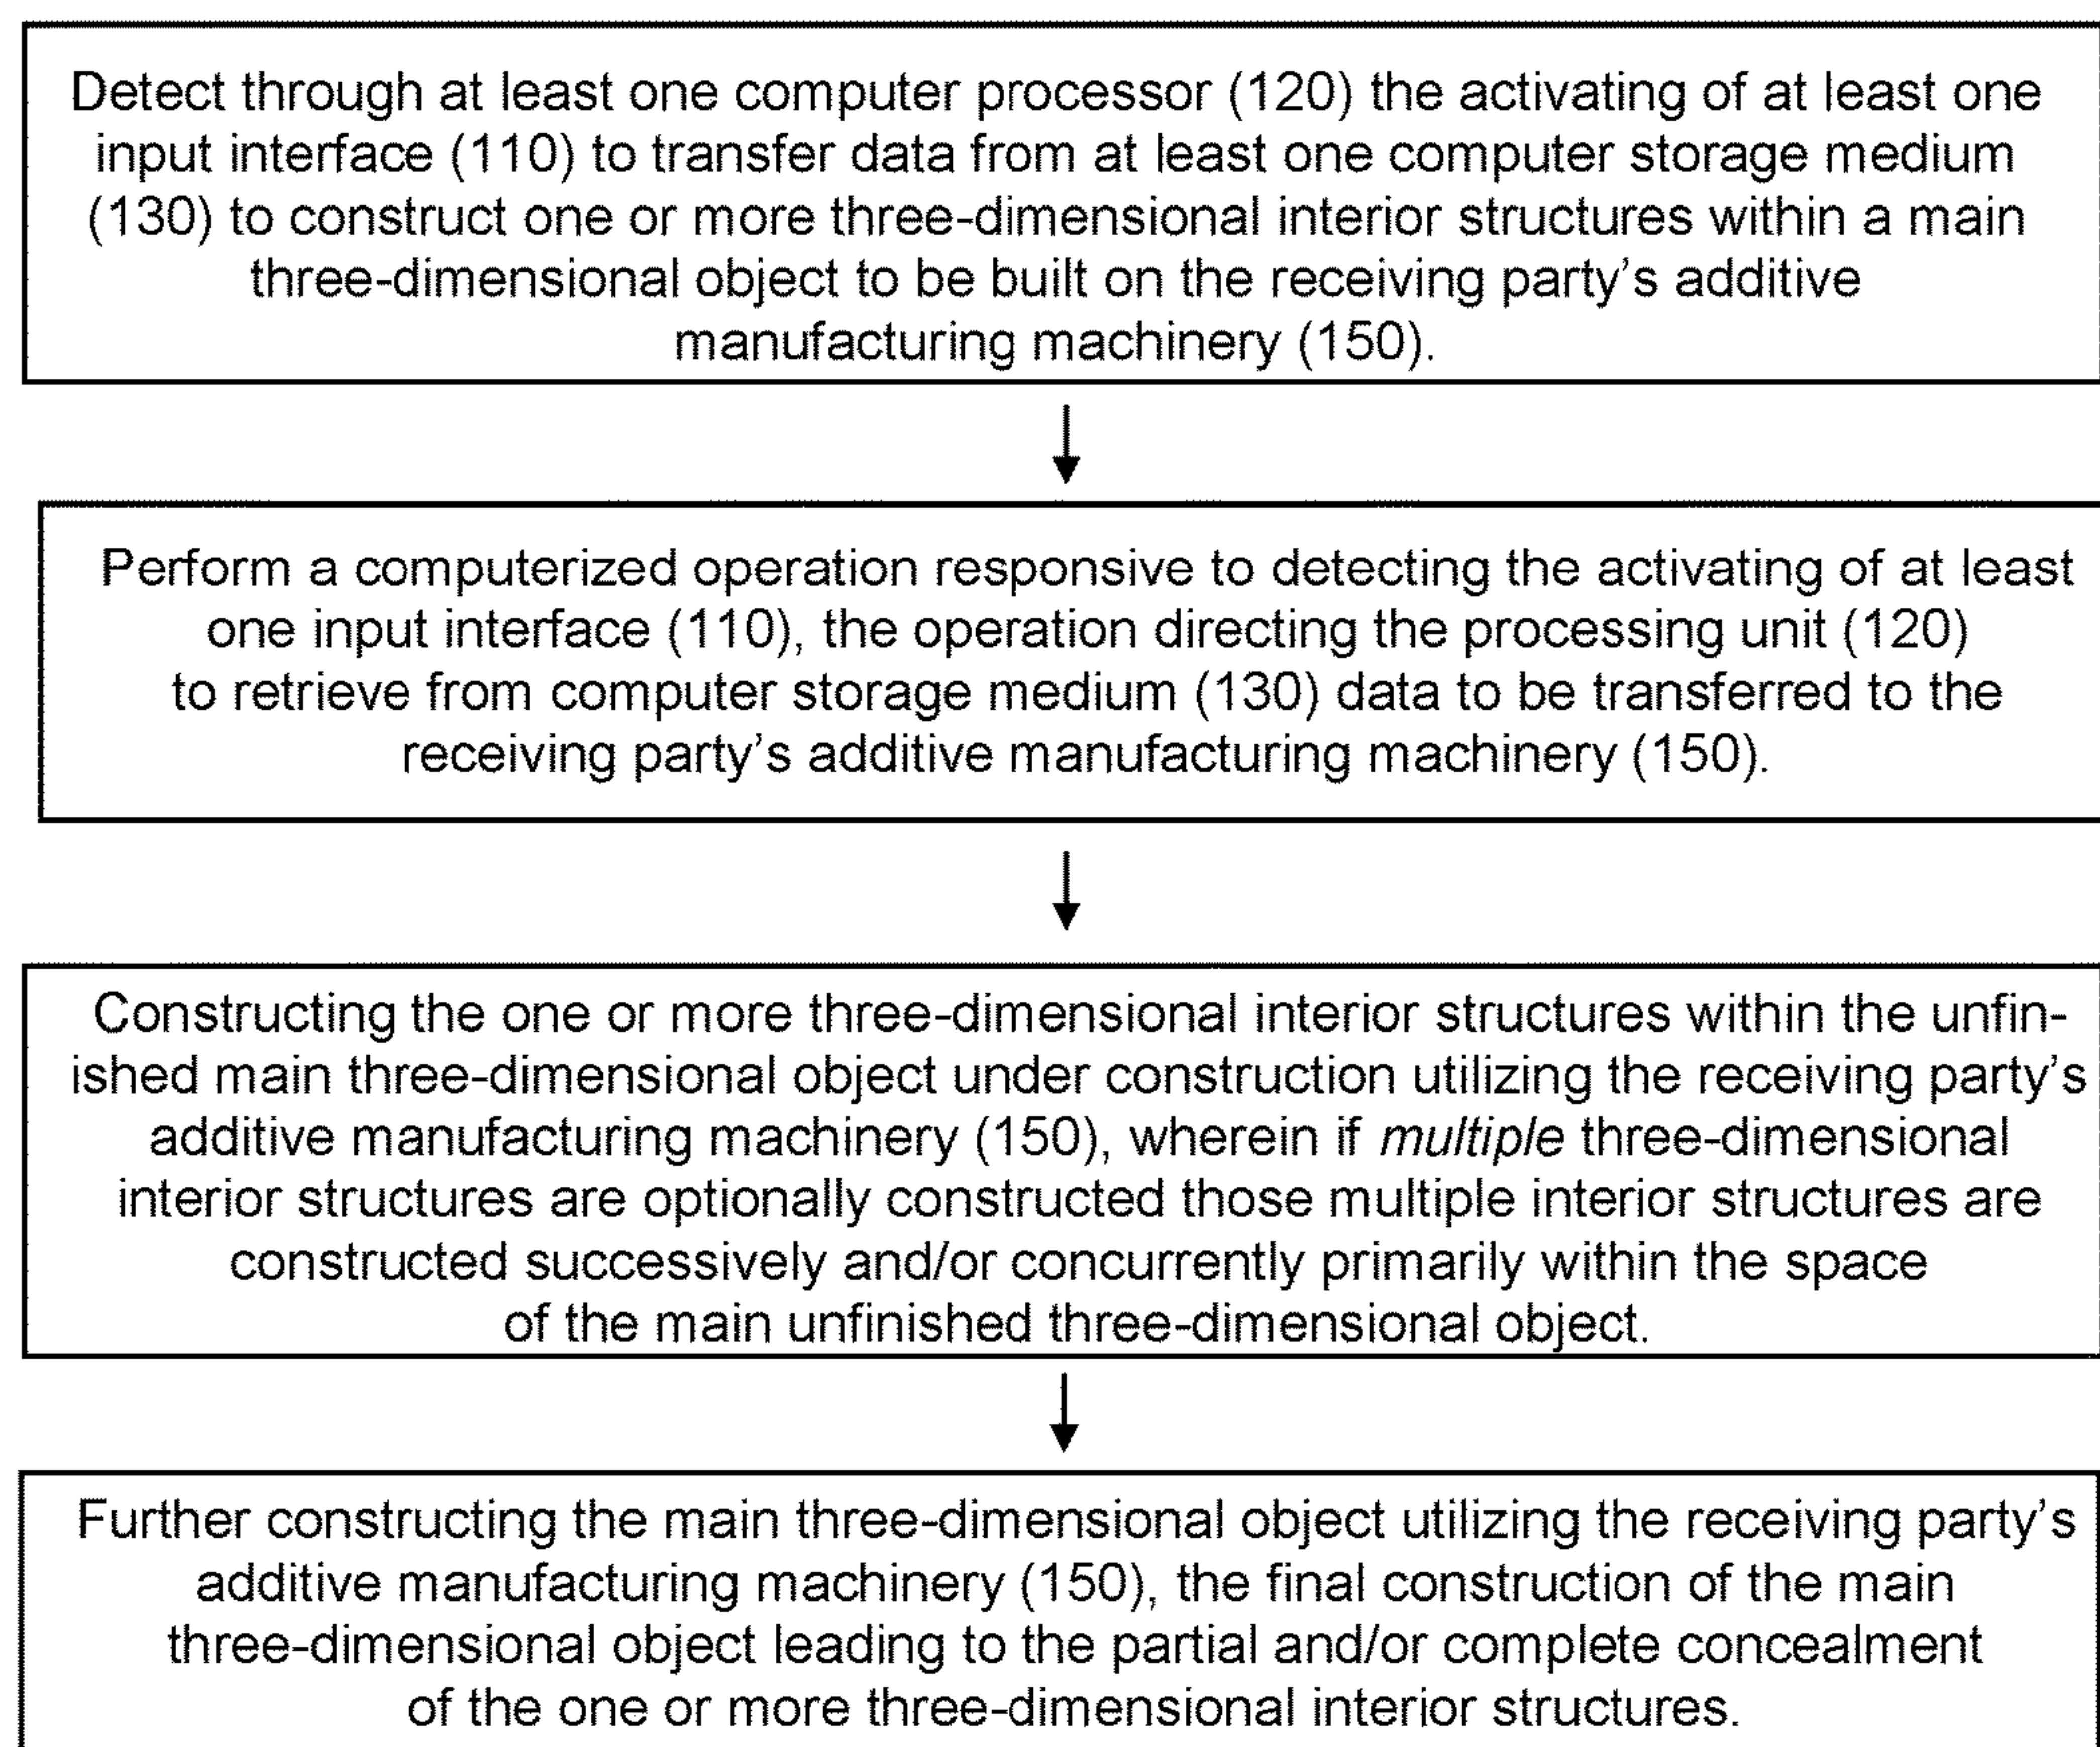 Detect through at least one computer processor (120) the activating of at least one
input interface (110) to transfer data from at least one computer storage medium
(130) to construct one or more three-dimensional interior structures within a main
three-dimensional object to be built on the receiving party's additive
manufacturing machinery (150).
Perform a computerized operation responsive to detecting the activating of at least
one input interface (110), the operation directing the processing unit (120)
to retrieve from computer storage medium (130) data to be transferred to the
receiving party's additive manufacturing machinery (150).
Constructing the one or more three-dimensional interior structures within the unfin-
ished main three-dimensional object under construction utilizing the receiving party's
additive manufacturing machinery (150), wherein if multiple three-dimensional
interior structures are optionally constructed those multiple interior structures are
constructed successively and/or concurrently primarily within the space
of the main unfinished three-dimensional object.
Further constructing the main three-dimensional object utilizing the receiving party's
additive manufacturing machinery (150), the final construction of the main
three-dimensional object leading to the partial and/or complete concealment
of the one or more three-dimensional interior structures.